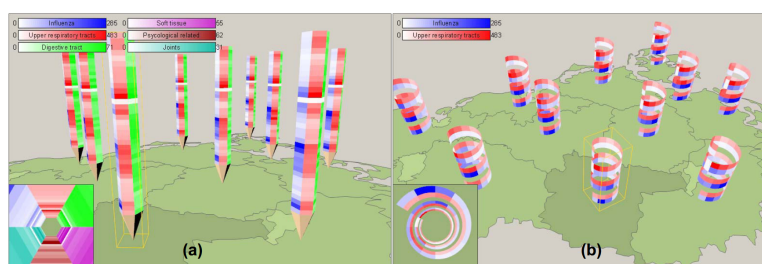 0 Influenza 285
0 Upper respiratory tracts 483
0 Digestive tract 71
0 Soft tissue 55
0 Psycological related 62
0 Joints 31
(a)
0 Influenza 285
0 Upper respiratory tracts 483
(b)